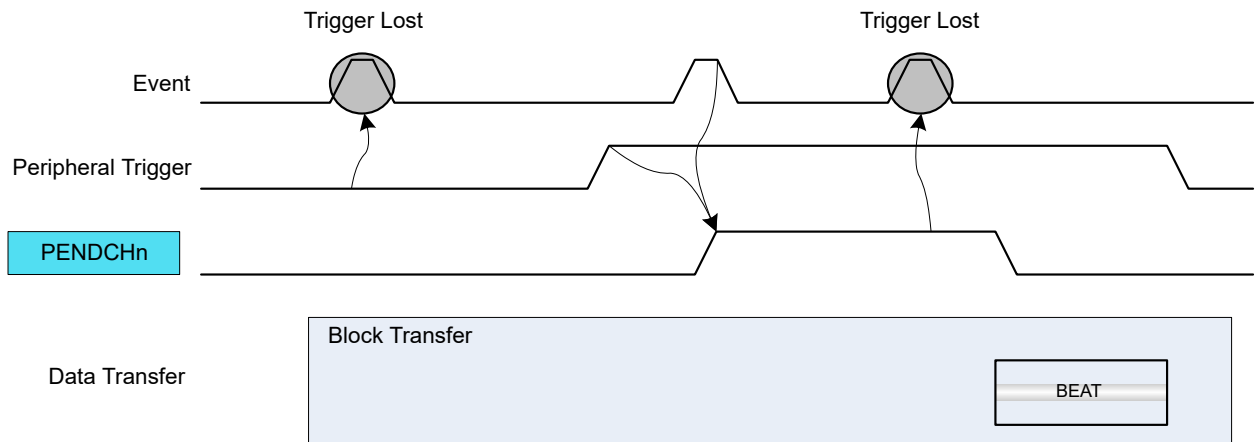 Trigger Lost
Trigger Lost
Event
Peripheral Trigger
PENDCHn
Block Transfer
Data Transfer
BEAT